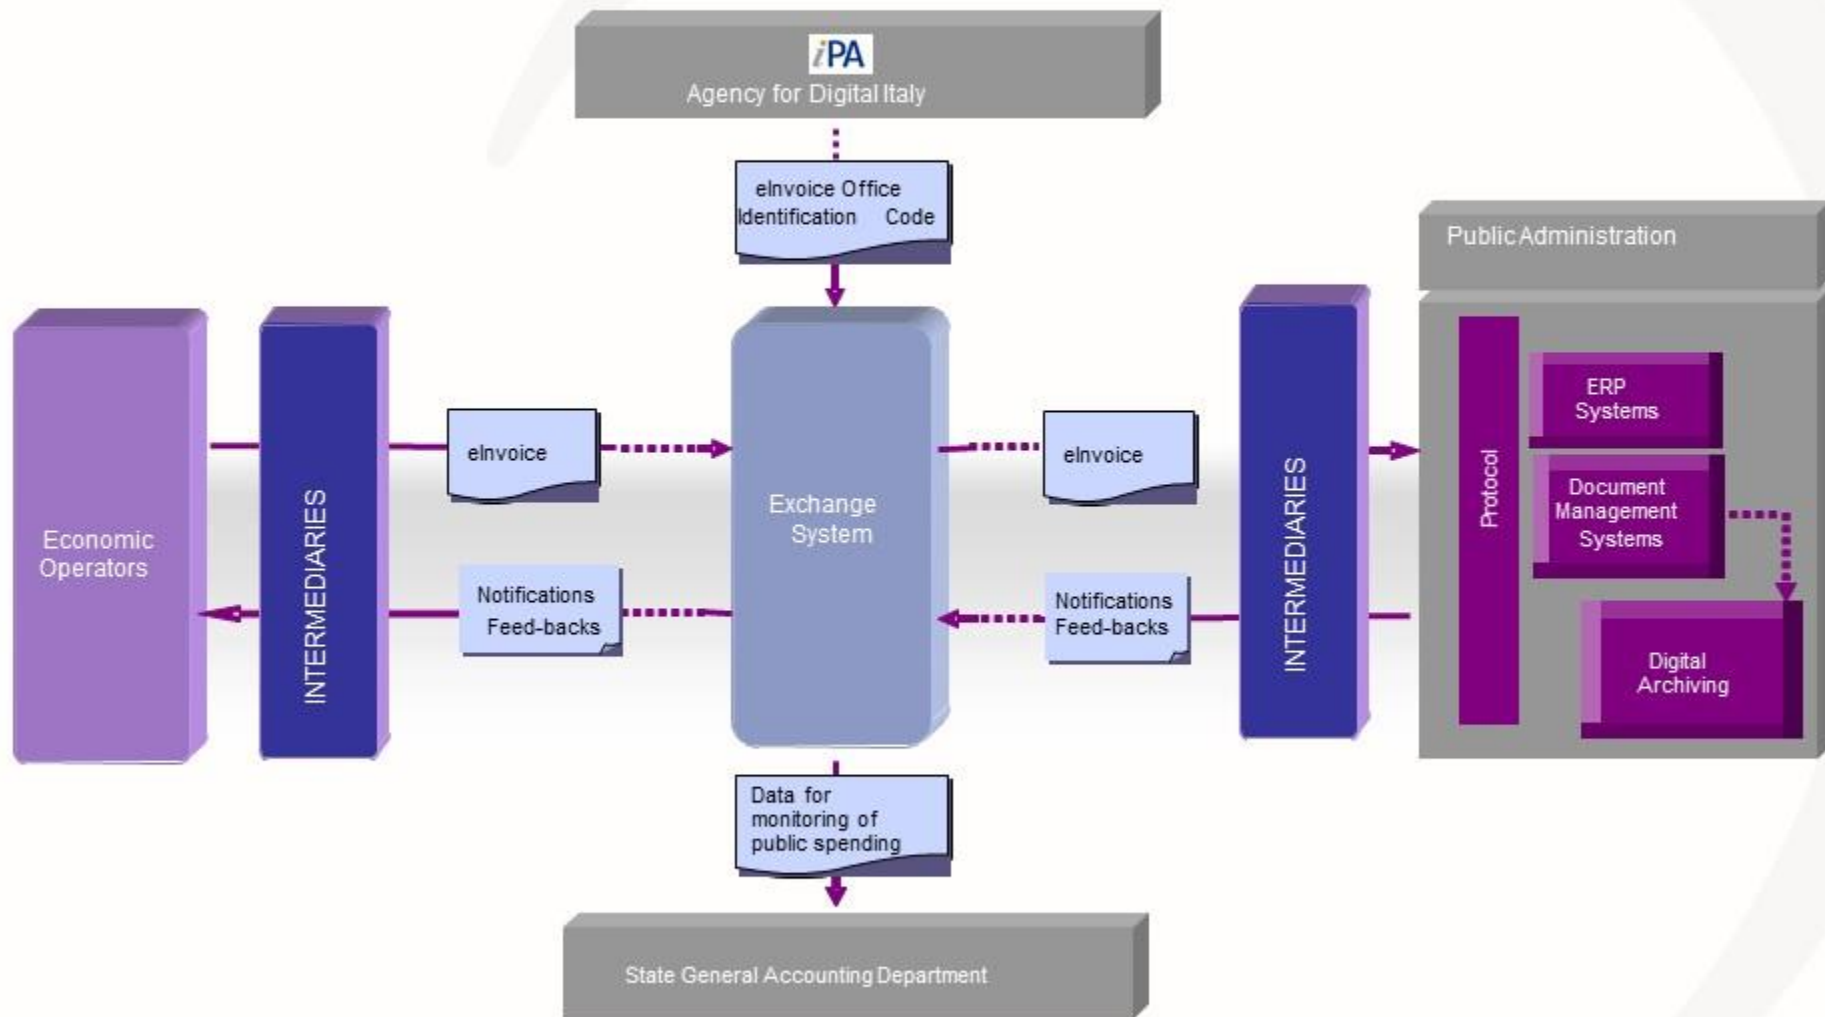 iPA
Agency for Digital Italy
eInvoice Office
Identification Code
Public Administration
Economic
Operators
INTERMEDIARIES
eInvoice
Notifications
Feed-backs
Exchange
System
eInvoice
Notifications
Feed-backs
INTERMEDIARIES
Protocol
ERP
Systems
Document
Management
Systems
Digital
Archiving
Data for
monitoring of
public spending
State General Accounting Department